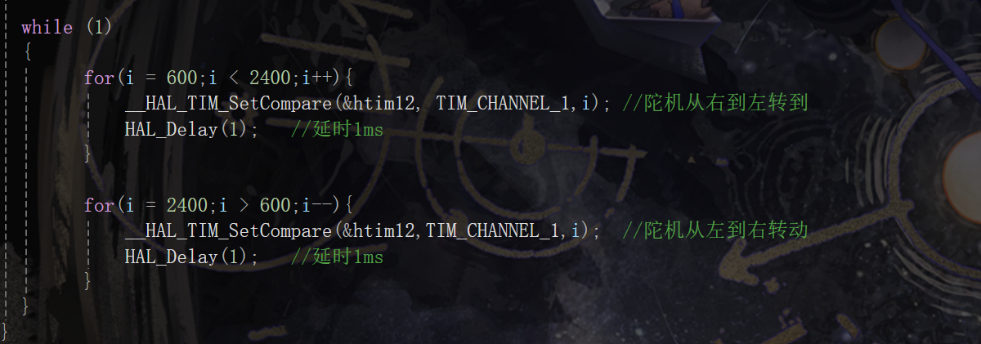 while (1)
{
for(i = 600;i < 2400;i++){
__HAL_TIM_SetCompare(&htim12, TIM_CHANNEL_1,i); //陀机从右到左转到
HAL_Delay(1); //延时1ms
}
for(i = 2400;i > 600;i--){
__HAL_TIM_SetCompare(&htim12,TIM_CHANNEL_1,i); //陀机从左到右转动
HAL_Delay(1); //延时1ms
}
}
}